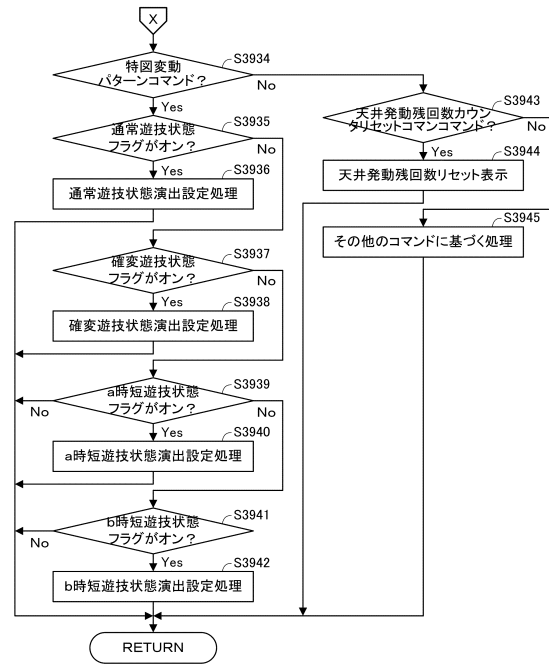 X
特図変動
パターンコマンド？
S3934
No
Yes
通常遊技状態
フラグがオン？
S3935
No
Yes
S3936
通常遊技状態演出設定処理
確変遊技状態
フラグがオン？
S3937
No
Yes
S3938
確変遊技状態演出設定処理
a時短遊技状態
フラグがオン？
S3939
No
No
Yes
S3940
a時短遊技状態演出設定処理
b時短遊技状態
フラグがオン？
S3941
No
Yes
S3942
b時短遊技状態演出設定処理
RETURN
天井発動残回数カウン
タリセットコマンコマンド？
S3943
No
Yes
S3944
天井発動残回数リセット表示
S3945
その他のコマンドに基づく処理